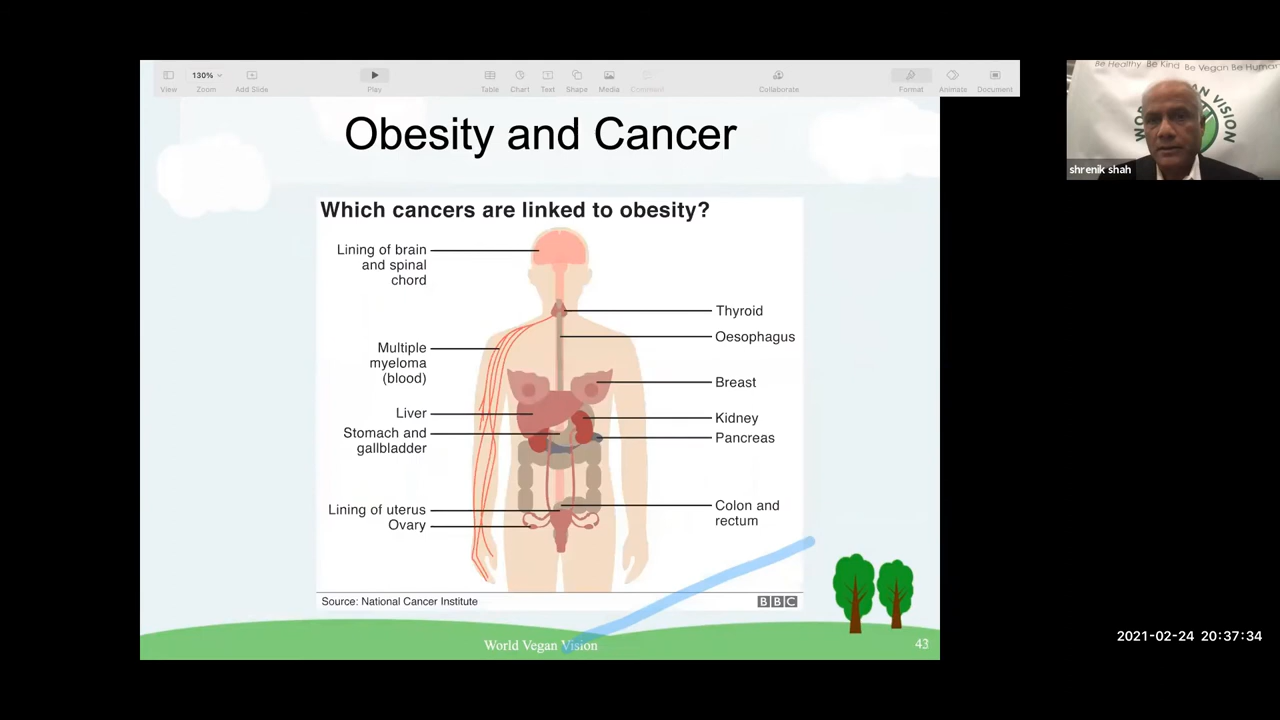 130%
View
Zoom
Add Slide
Play
Table
Chart
Text
Shape
Media
Comment
Collaborate
Format
Animate
Document
Obesity and Cancer
Which cancers are linked to obesity?
Lining of brain
and spinal
chord
Thyroid
Oesophagus
Multiple
myeloma
(blood)
Breast
Liver
Kidney
Stomach and
gallbladder
Pancreas
Lining of uterus
Ovary
Colon and
rectum
Source: National Cancer Institute
BBC
World Vegan Vision
43
Be Healthy Be Kind Be Vegan Be Human
shrenik shah
2021-02-24 20:37:34